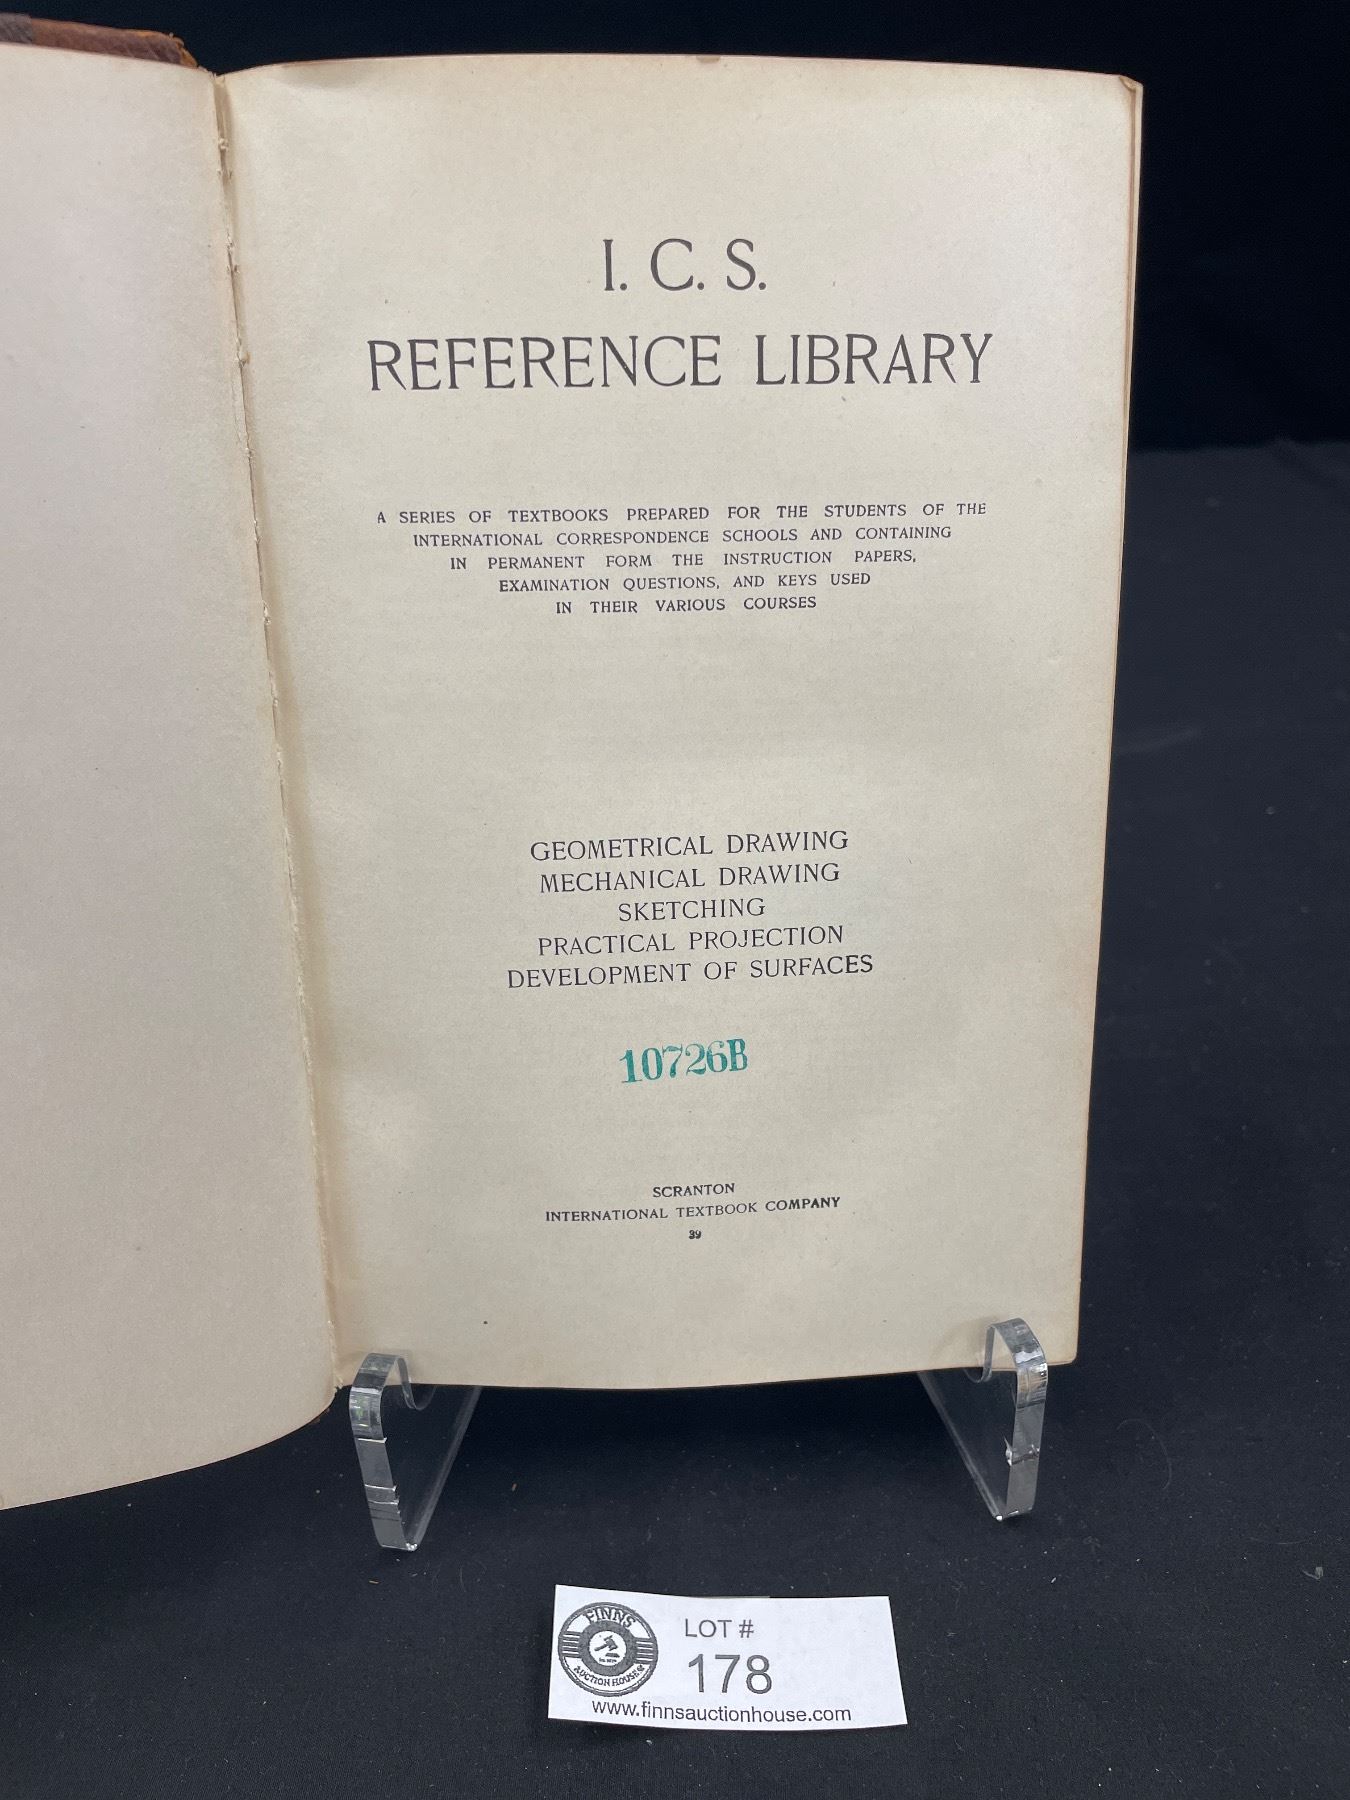 I. C. S.
REFERENCE LIBRARY
A SERIES OF TEXTBOOKS PREPARED FOR THE STUDENTS OF THE
INTERNATIONAL CORRESPONDENCE SCHOOLS AND CONTAINING
IN PERMANENT FORM THE INSTRUCTION PAPERS,
EXAMINATION QUESTIONS, AND KEYS USED
IN THEIR VARIOUS COURSES
GEOMETRICAL DRAWING
MECHANICAL DRAWING
SKETCHING
PRACTICAL PROJECTION
DEVELOPMENT OF SURFACES
10726B
SCRANTON
INTERNATIONAL TEXTBOOK COMPANY
39
FINNS
AUCTION HOUSE
LOT #
178
www.finnsauctionhouse.com